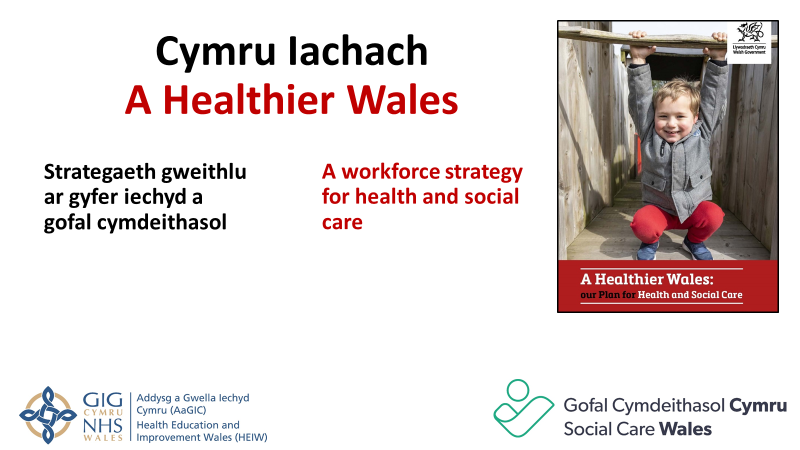 Cymru Iachach
A Healthier Wales
Strategaeth gweithlu
ar gyfer iechyd a
gofal cymdeithasol
A workforce strategy
for health and social
care
Llywodraeth Cymru
Welsh Government
A Healthier Wales:
our Plan for Health and Social Care
GIG
CYMRU
NHS
WALES
Addysg a Gwella Iechyd
Cymru (AaGIC)
Health Education and
Improvement Wales (HEIW)
Gofal Cymdeithasol Cymru
Social Care Wales